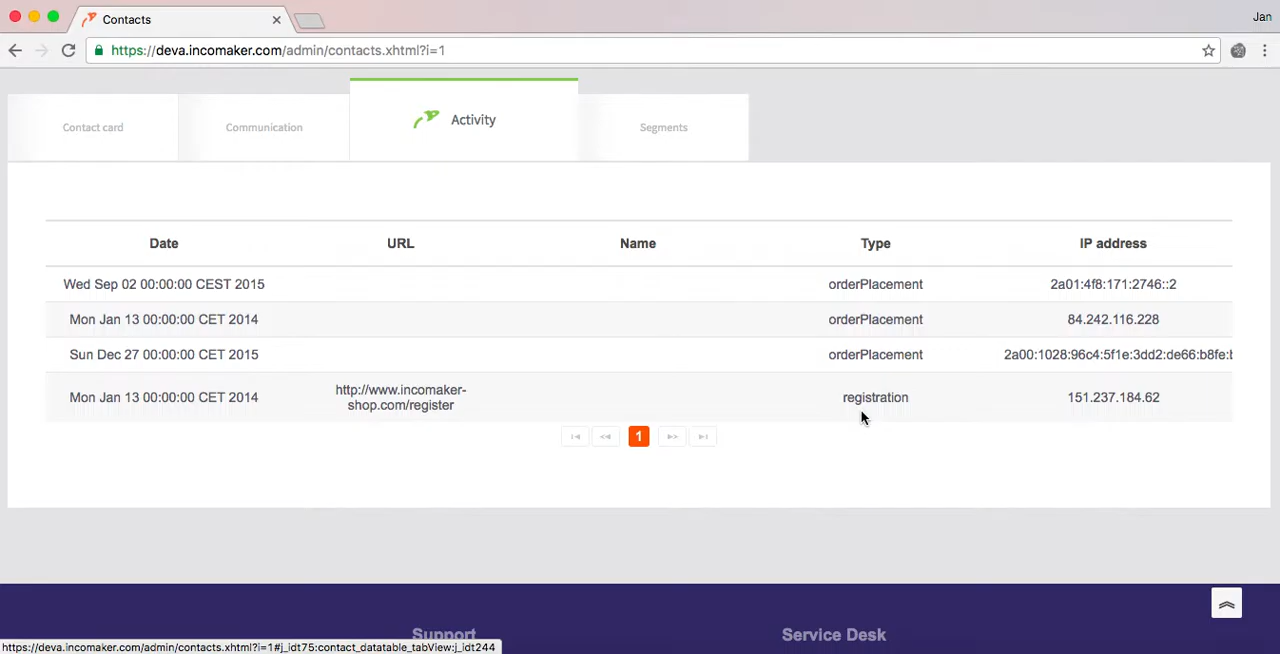 Contacts
Jan
https://deva.incomaker.com/admin/contacts.xhtml?i=1
Contact card
Communication
Activity
Segments
Date URL Name Type IP address
Wed Sep 02 00:00:00 CEST 2015 orderPlacement 2a01:4f8:171:2746::2
Mon Jan 13 00:00:00 CET 2014 orderPlacement 84.242.116.228
Sun Dec 27 00:00:00 CET 2015 orderPlacement 2a00:1028:96c4:5f1e:3dd2:de66:b8fe:b
http://www.incomaker-
Mon Jan 13 00:00:00 CET 2014 shop.com/register registration 151.237.184.62
1
Support
Service Desk
https://deva.incomaker.com/admin/contacts.xhtml?i=1#j_idt75:contact_datatable_tabView:j_idt244